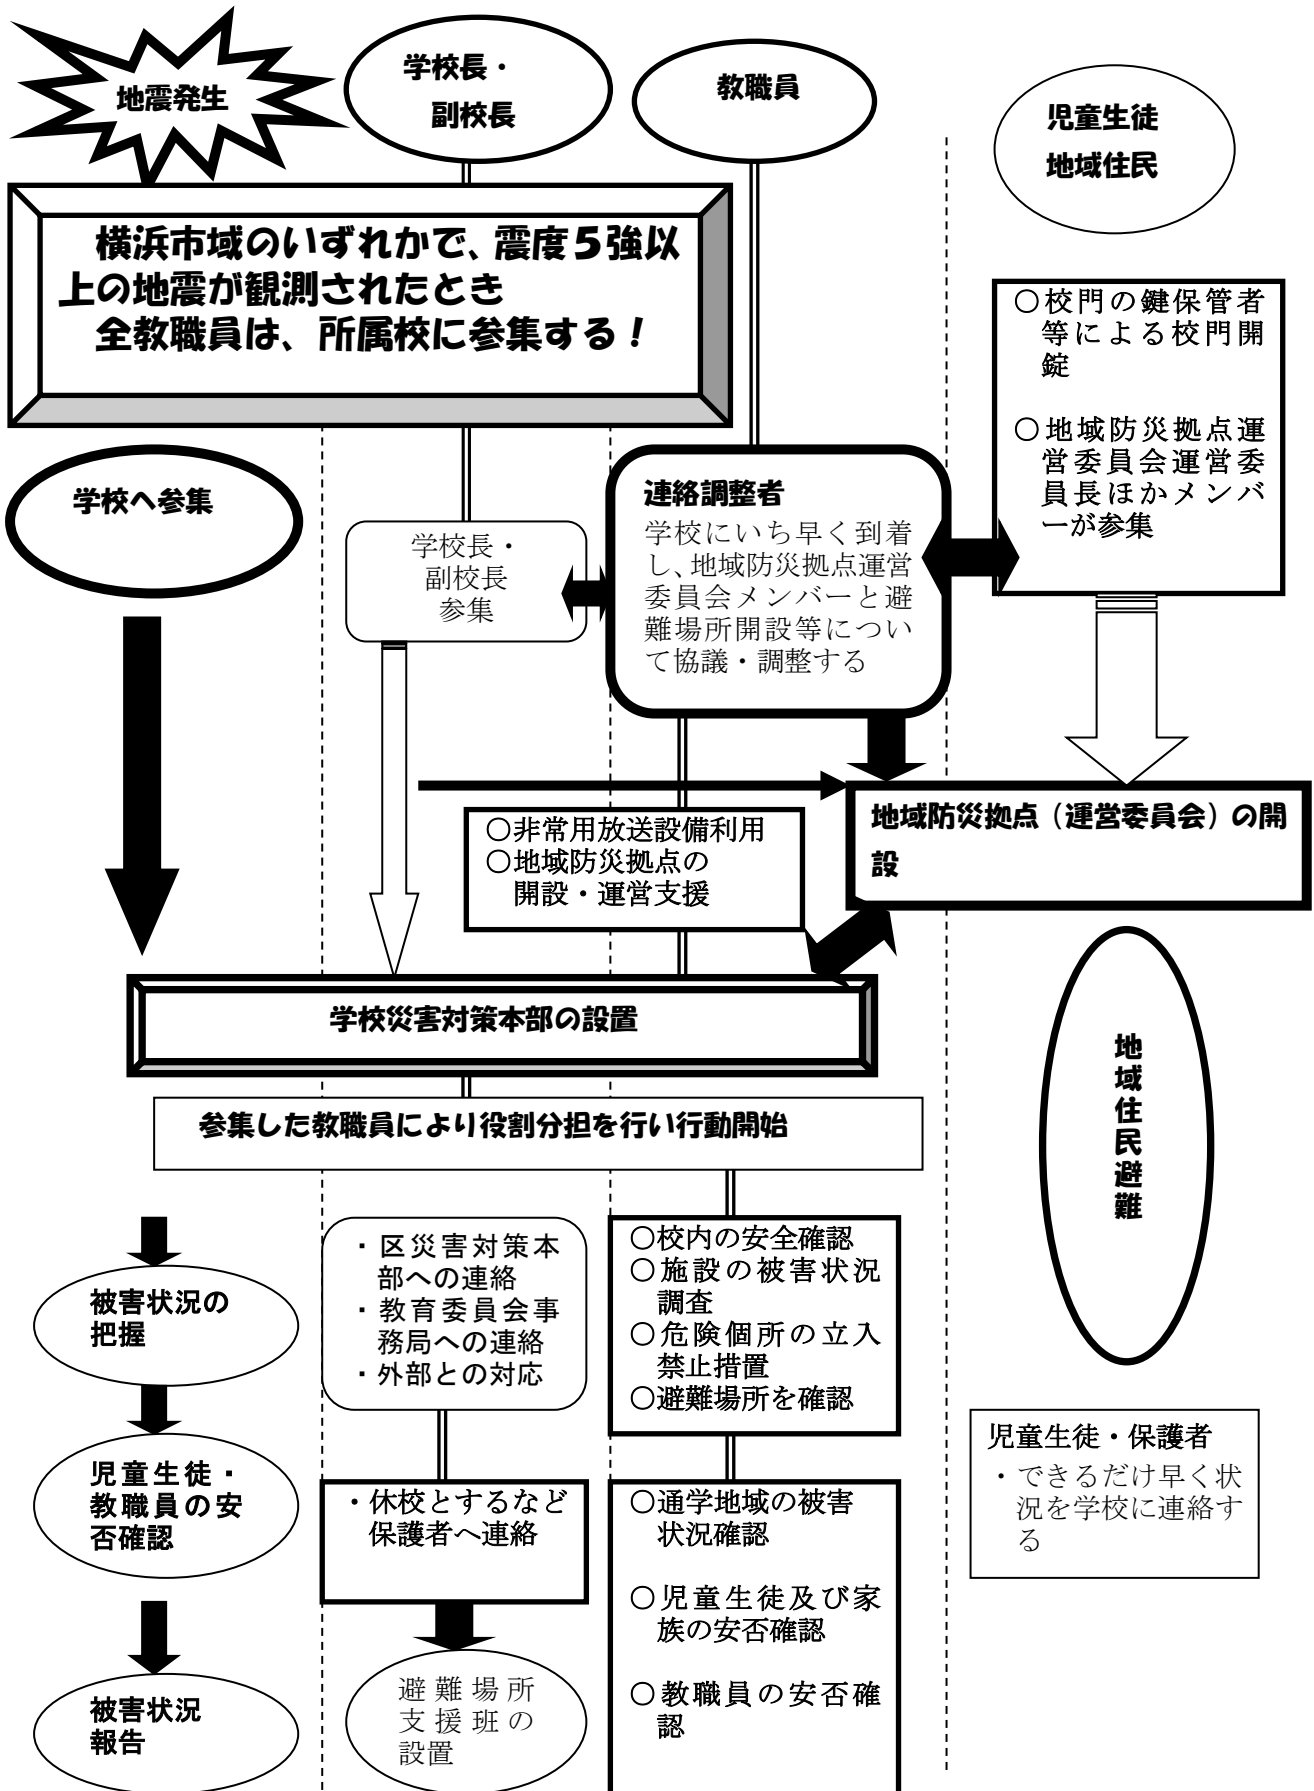 地震発生
学校長・
副校長
教職員
児童生徒
地域住民
横浜市域のいずれかで、震度５強以
上の地震が観測されたとき
全教職員は、所属校に参集する！
○校門の鍵保管者
等による校門開
錠
○地域防災拠点運
営委員会運営委
員長ほかメンバ
ーが参集
学校へ参集
学校長・
副校長
参集
連絡調整者
学校にいち早く到着
し、地域防災拠点運営
委員会メンバーと避
難場所開設等につい
て協議・調整する
地域防災拠点（運営委員会）の開
設
○非常用放送設備利用
○地域防災拠点の
開設・運営支援
学校災害対策本部の設置
参集した教職員により役割分担を行い行動開始
地域住民避難
被害状況の
把握
・区災害対策本
部への連絡
・教育委員会事
務局への連絡
・外部との対応
○校内の安全確認
○施設の被害状況
調査
○危険個所の立入
禁止措置
○避難場所を確認
児童生徒・保護者
・できるだけ早く状
況を学校に連絡す
る
児童生徒・
教職員の安
否確認
・休校とするなど
保護者へ連絡
○通学地域の被害
状況確認
○児童生徒及び家
族の安否確認
○教職員の安否確
認
被害状況
報告
避難場所
支援班の
設置